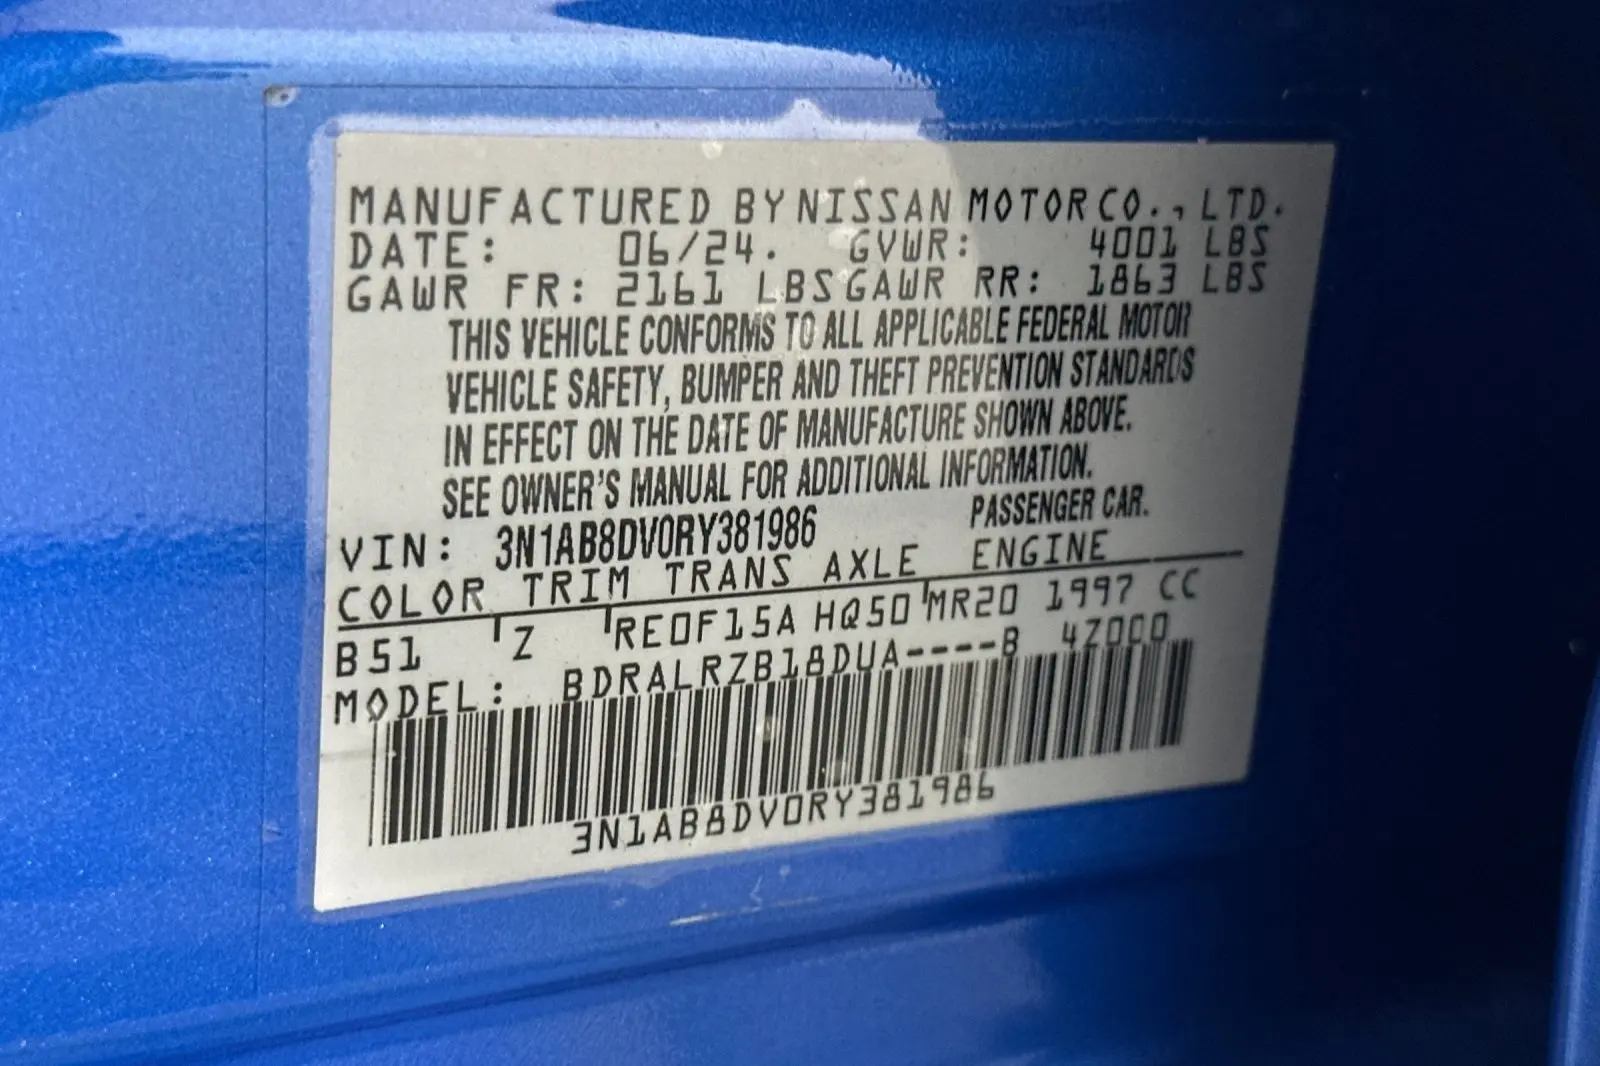 MANUFACTURED BY NISSAN MOTOR CO., LTD.
DATE: 06/24. GVWR: 4001 LBS
GAWR FR: 2161 LBS GAWR RR: 1863 LBS
THIS VEHICLE CONFORMS TO ALL APPLICABLE FEDERAL MOTOR
VEHICLE SAFETY, BUMPER AND THEFT PREVENTION STANDARDS
IN EFFECT ON THE DATE OF MANUFACTURE SHOWN ABOVE.
SEE OWNER'S MANUAL FOR ADDITIONAL INFORMATION.
VIN: 3N1AB8DV0RY381986 PASSENGER CAR.
COLOR TRIM TRANS AXLE ENGINE
B51 Z RE0F15A HQ50 MR20 1997 CC
MODEL: BDRALRZB18DUA----B 4Z000
3N1AB8DV0RY381986